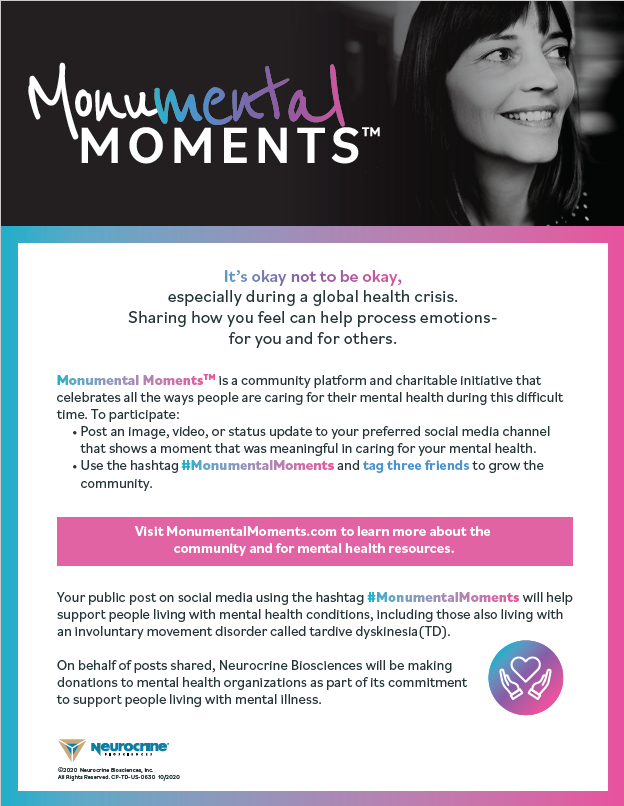 Monumental
MOMENTS™
It's okay not to be okay,
especially during a global health crisis.
Sharing how you feel can help process emotions-
for you and for others.
Monumental Moments™ is a community platform and charitable initiative that
celebrates all the ways people are caring for their mental health during this difficult
time. To participate:
• Post an image, video, or status update to your preferred social media channel
that shows a moment that was meaningful in caring for your mental health.
• Use the hashtag #MonumentalMoments and tag three friends to grow the
community.
Visit MonumentalMoments.com to learn more about the
community and for mental health resources.
Your public post on social media using the hashtag #MonumentalMoments will help
support people living with mental health conditions, including those also living with
an involuntary movement disorder called tardive dyskinesia(TD).
On behalf of posts shared, Neurocrine Biosciences will be making
donations to mental health organizations as part of its commitment
to support people living with mental illness.
Neurocrine®
BIOSCIENCES
©2020 Neurocrine Biosciences, Inc.
All Rights Reserved. CP-TD-US-0630 10/2020